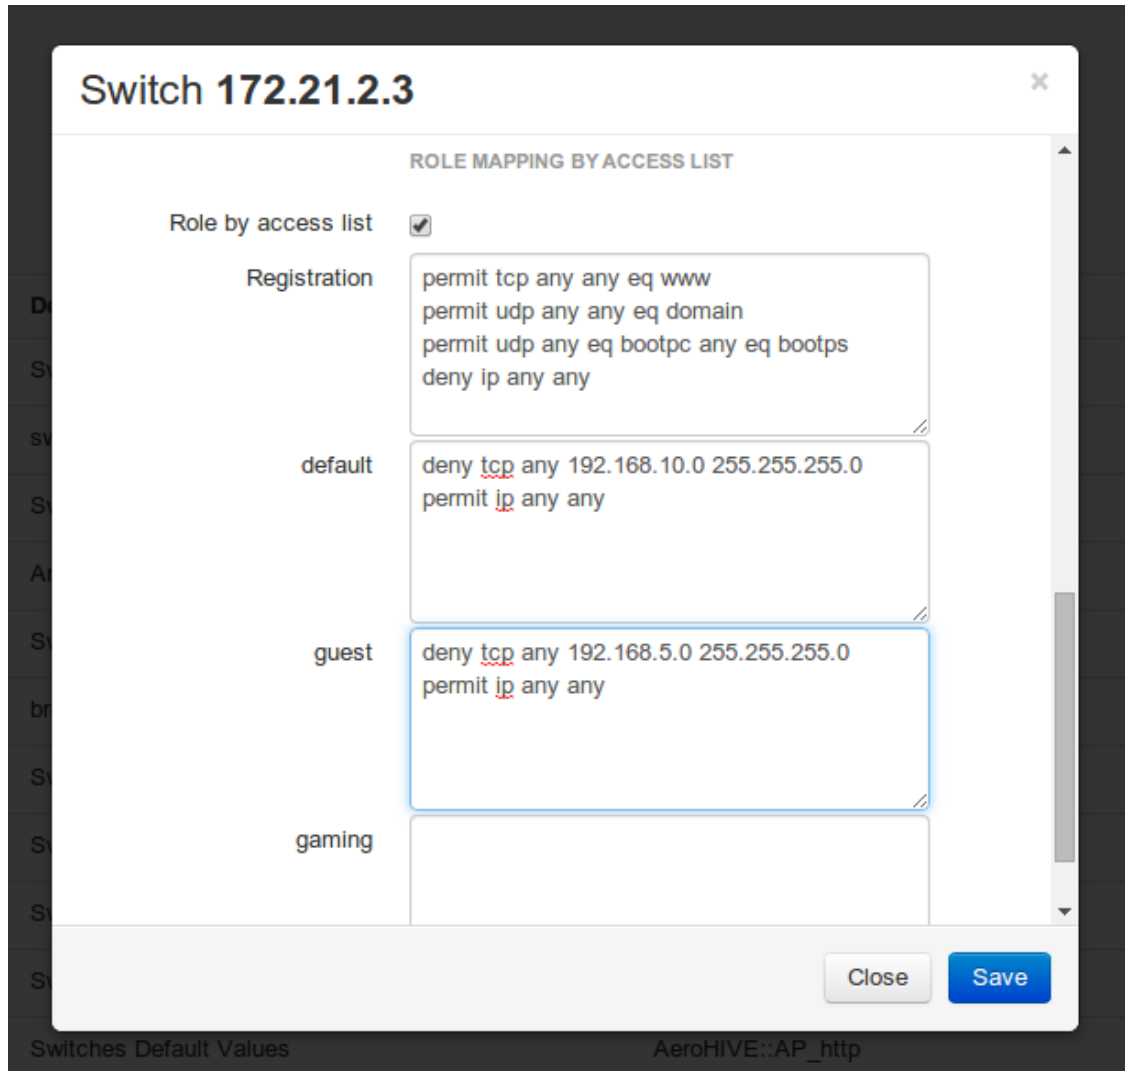 Switch 172.21.2.3
×
ROLE MAPPING BY ACCESS LIST
Role by access list
Registration
permit tcp any any eq www
permit udp any any eq domain
permit udp any eq bootpc any eq bootps
deny ip any any
default
deny tcp any 192.168.10.0 255.255.255.0
permit ip any any
guest
deny tcp any 192.168.5.0 255.255.255.0
permit ip any any
gaming
Close
Save
Switches Default Values
AeroHIVE::AP_http